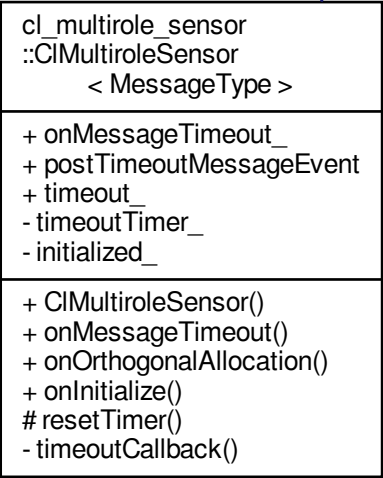 cl_multirole_sensor
::ClMultiroleSensor
< MessageType >
+ onMessageTimeout_
+ postTimeoutMessageEvent
+ timeout_
- timeoutTimer_
- initialized_
+ ClMultiroleSensor()
+ onMessageTimeout()
+ onOrthogonalAllocation()
+ onInitialize()
# resetTimer()
- timeoutCallback()